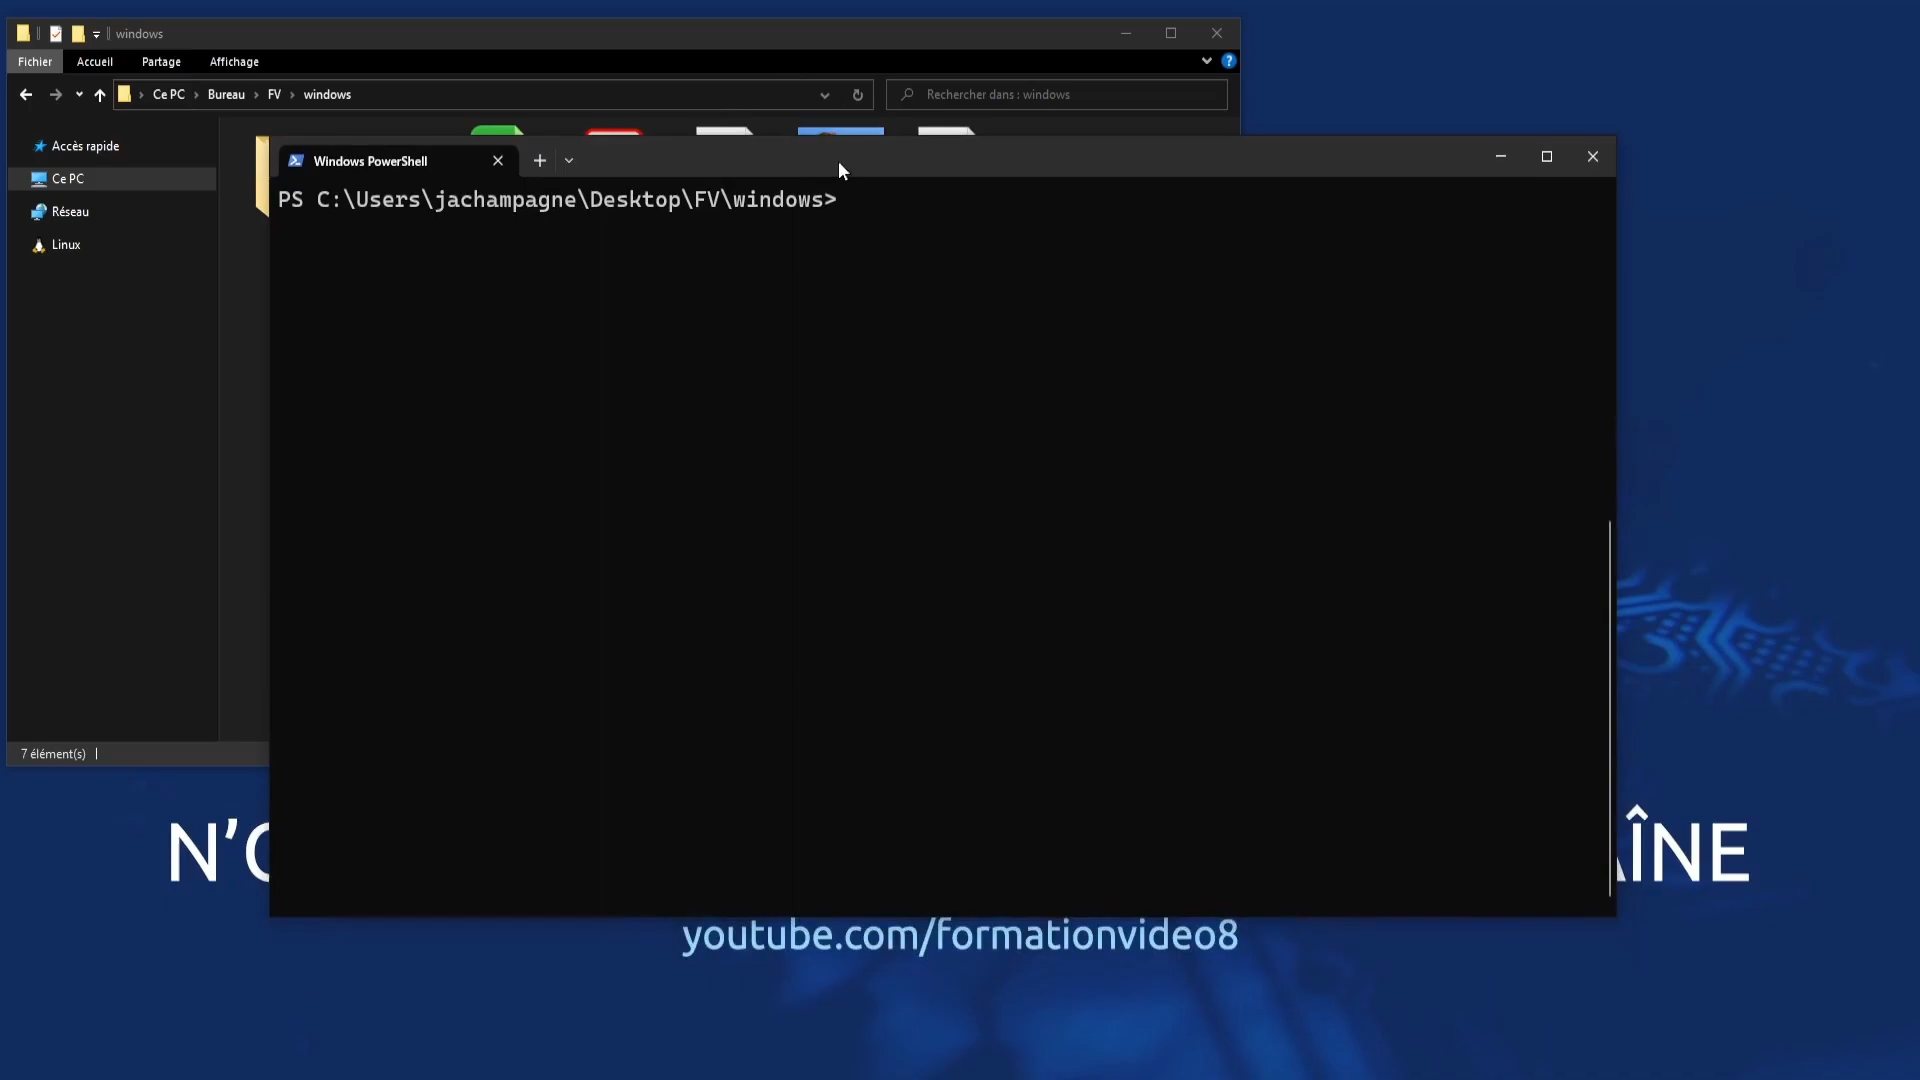 windows
Fichier Accueil Partage Affichage
Ce PC › Bureau › FV › windows
Rechercher dans : windows
Accès rapide
Ce PC
Réseau
Linux
7 élément(s)
Windows PowerShell
PS C:\Users\jachampagne\Desktop\FV\windows>
youtube.com/formationvideo8